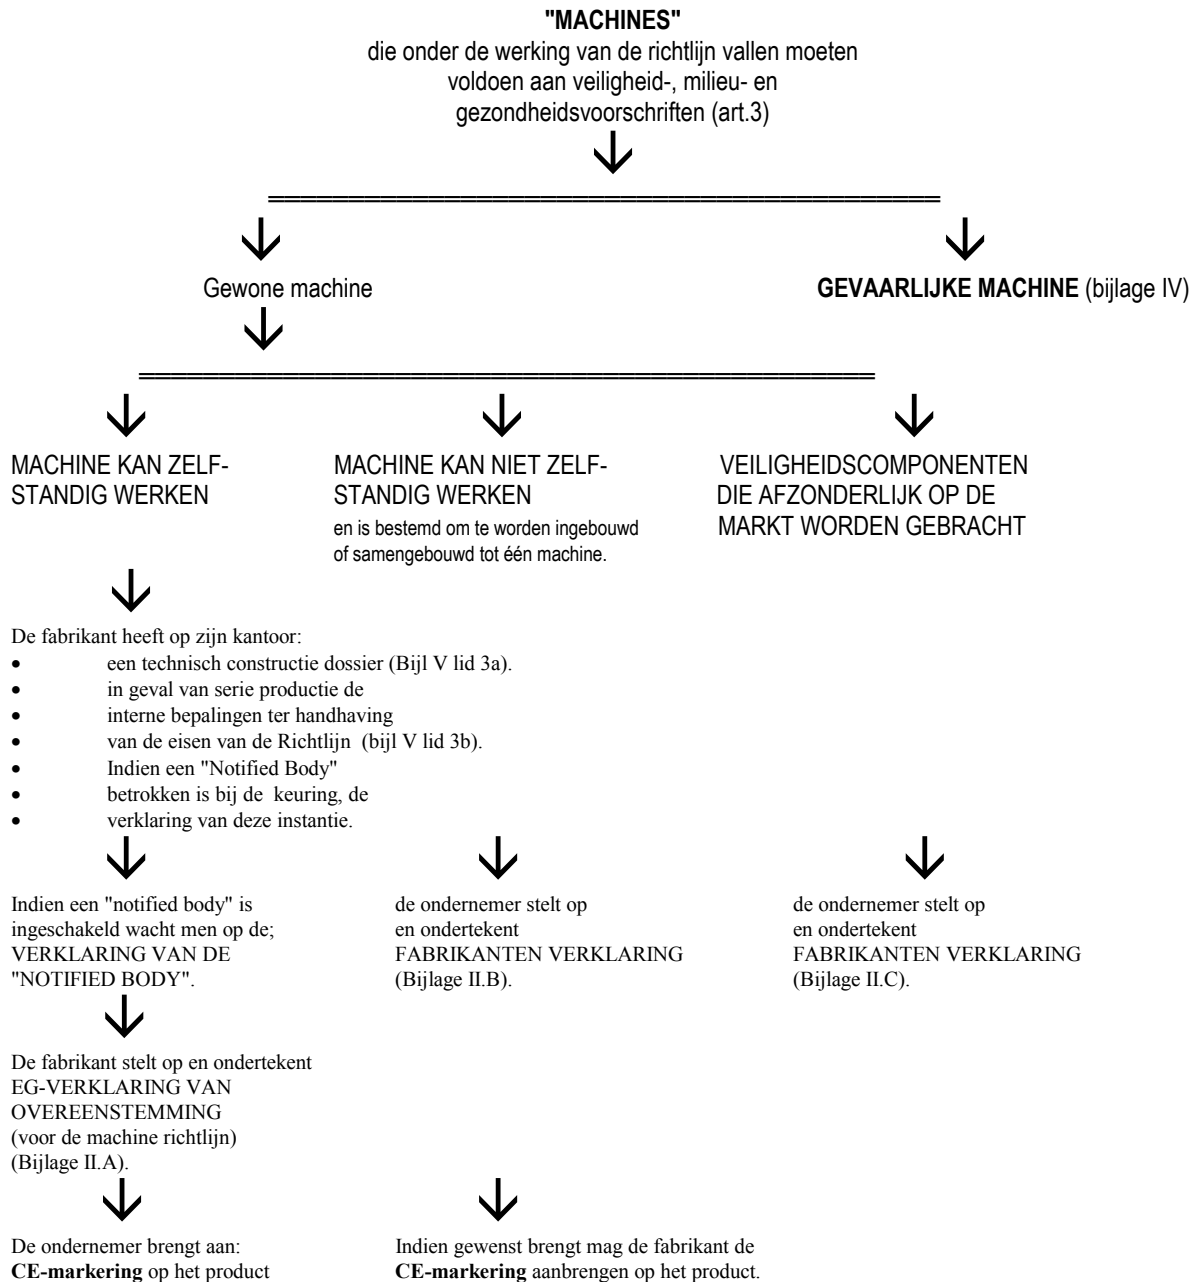 "MACHINES"
die onder de werking van de richtlijn vallen moeten
voldoen aan veiligheid-, milieu- en
gezondheidsvoorschriften (art.3)
Gewone machine
GEVAARLIJKE MACHINE (bijlage IV)
MACHINE KAN ZELF-
STANDIG WERKEN
MACHINE KAN NIET ZELF-
STANDIG WERKEN
en is bestemd om te worden ingebouwd
of samengebouwd tot één machine.
VEILIGHEIDSCOMPONENTEN
DIE AFZONDERLIJK OP DE
MARKT WORDEN GEBRACHT
De fabrikant heeft op zijn kantoor:
• een technisch constructie dossier (Bijl V lid 3a).
• in geval van serie productie de
• interne bepalingen ter handhaving
• van de eisen van de Richtlijn (bijl V lid 3b).
• Indien een "Notified Body"
• betrokken is bij de keuring, de
• verklaring van deze instantie.
Indien een "notified body" is
ingeschakeld wacht men op de;
VERKLARING VAN DE
"NOTIFIED BODY".
de ondernemer stelt op
en ondertekent
FABRIKANTEN VERKLARING
(Bijlage II.B).
de ondernemer stelt op
en ondertekent
FABRIKANTEN VERKLARING
(Bijlage II.C).
De fabrikant stelt op en ondertekent
EG-VERKLARING VAN
OVEREENSTEMMING
(voor de machine richtlijn)
(Bijlage II.A).
De ondernemer brengt aan:
CE-markering op het product
Indien gewenst brengt mag de fabrikant de
CE-markering aanbrengen op het product.